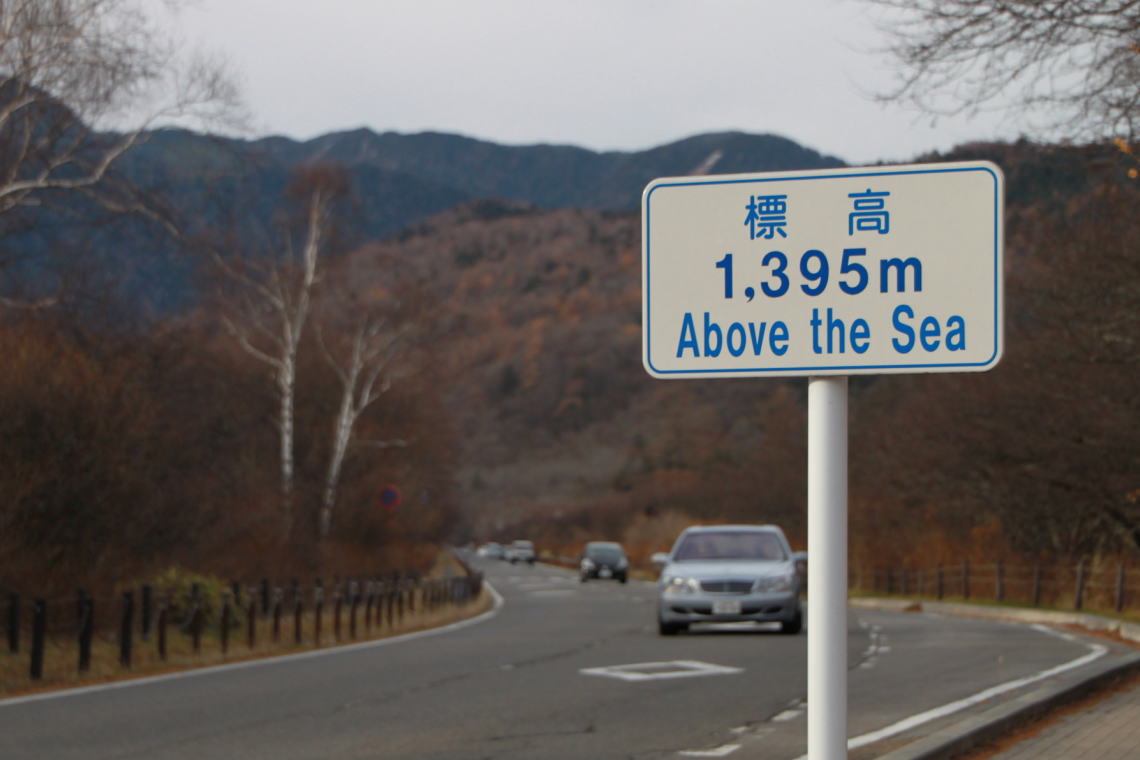 標 高
1,395m
Above the Sea